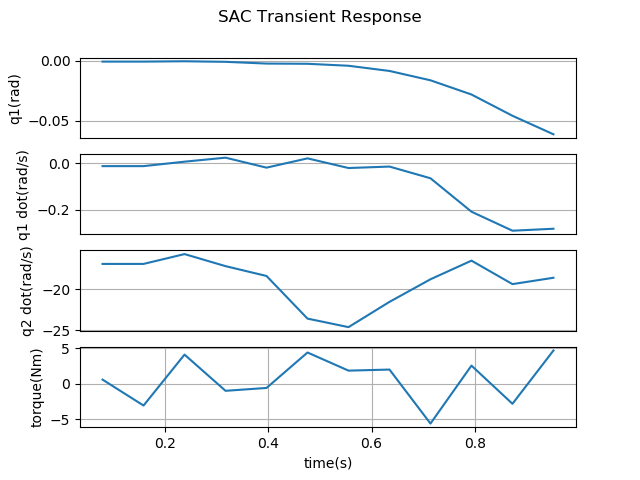 SAC Transient Response
q1(rad)
0.00
−0.05
q1 dot(rad/s)
0.0
−0.2
q2 dot(rad/s)
−20
−25
torque(Nm)
5
0
−5
0.2 0.4 0.6 0.8
time(s)